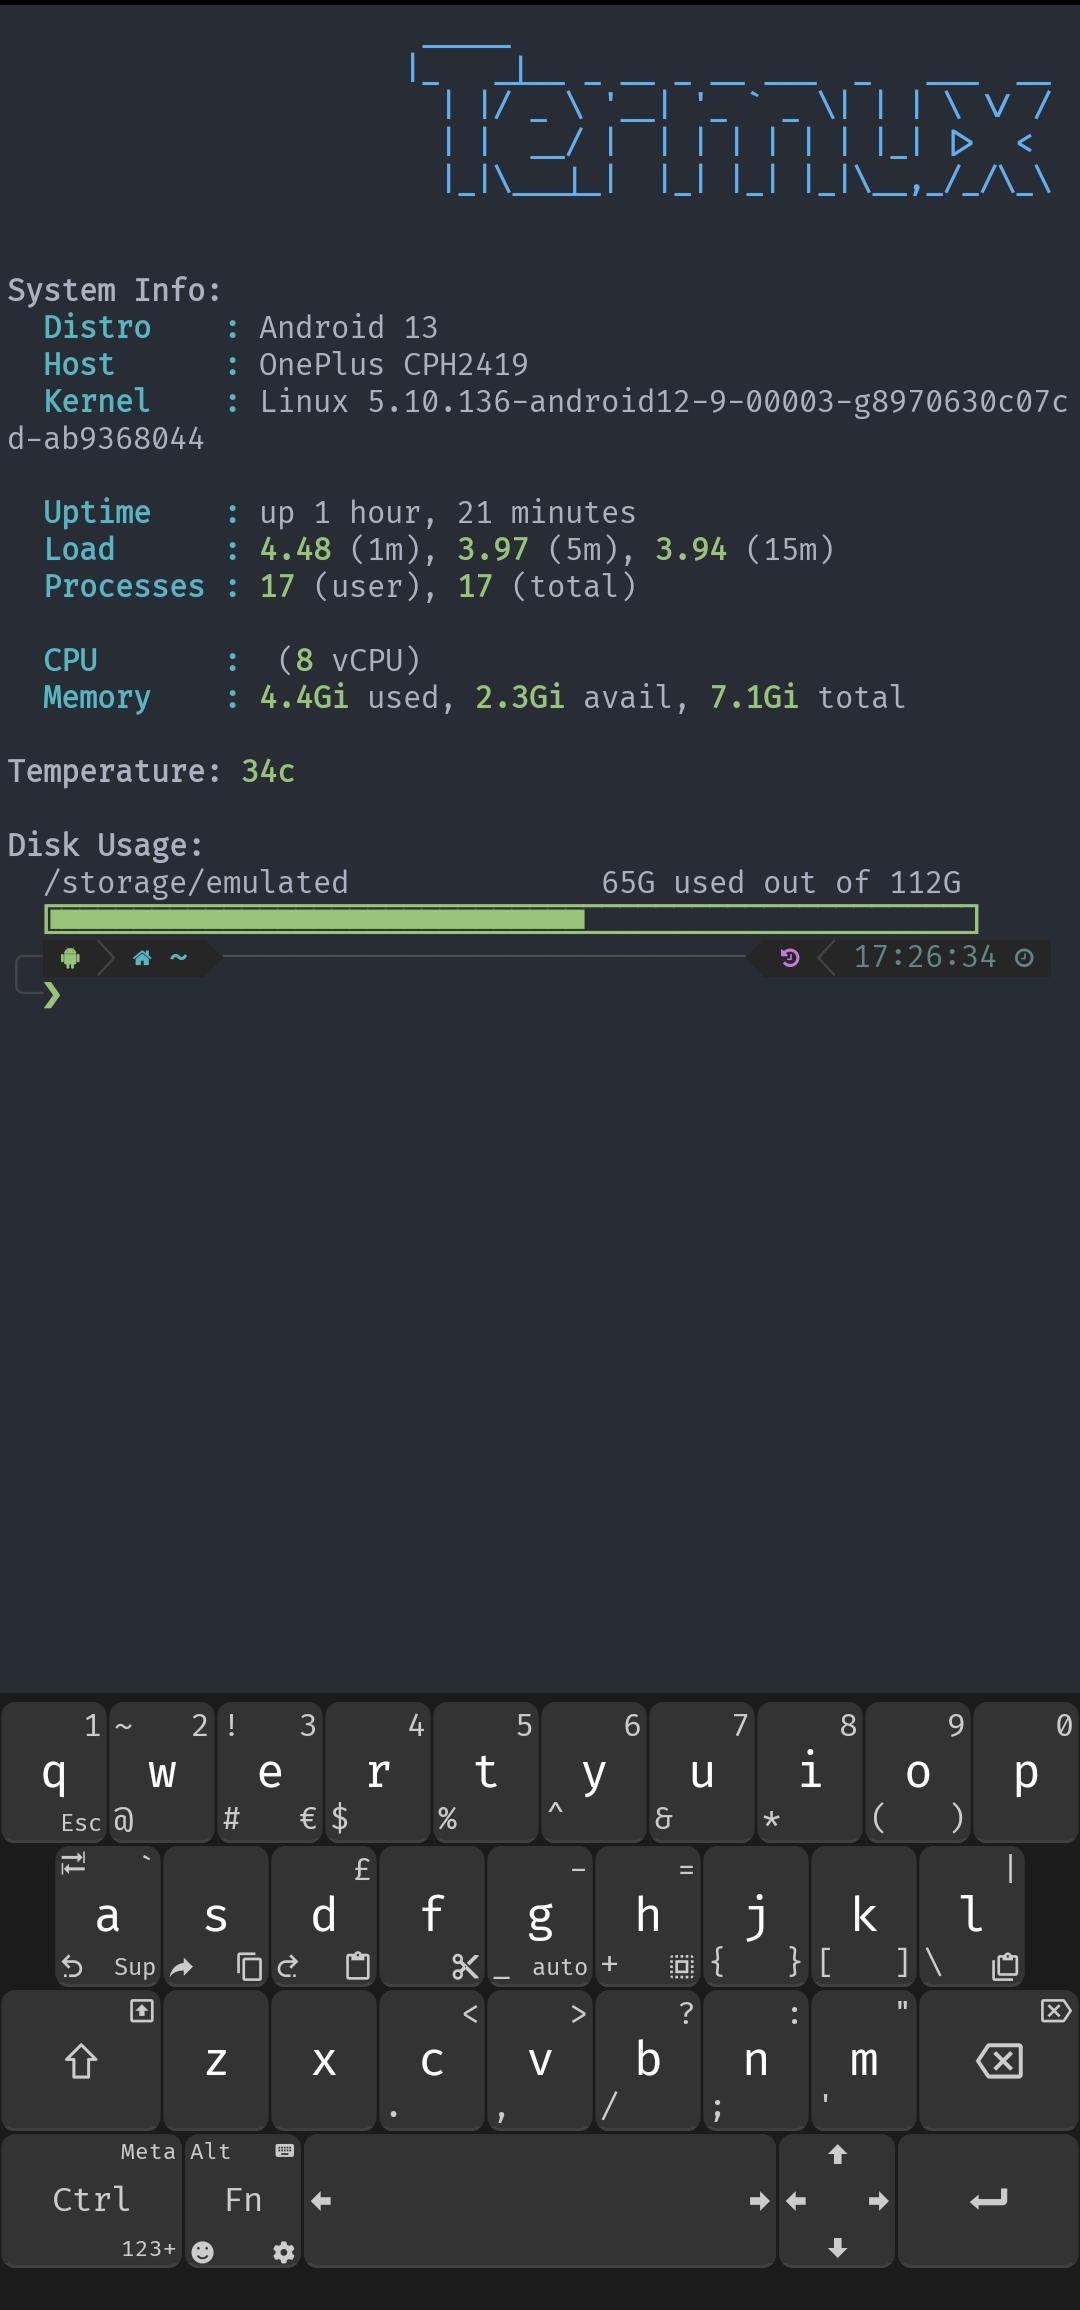 Termux
System Info:
Distro : Android 13
Host : OnePlus CPH2419
Kernel : Linux 5.10.136-android12-9-00003-g8970630c07c
d-ab9368044
Uptime : up 1 hour, 21 minutes
Load : 4.48 (1m), 3.97 (5m), 3.94 (15m)
Processes : 17 (user), 17 (total)
CPU : (8 vCPU)
Memory : 4.4Gi used, 2.3Gi avail, 7.1Gi total
Temperature: 34c
Disk Usage:
/storage/emulated 65G used out of 112G
~ 17:26:34
❯
1 ~ 2 ! 3 4 5 6 7 8 9 0
q w e r t y u i o p
Esc @ # € $ % ^ & * ( )
` £ - = |
a s d f g h j k l
Sup _ auto + { } [ ] \
< > ? : "
z x c v b n m
. , / ; '
Meta Alt
Ctrl Fn
123+